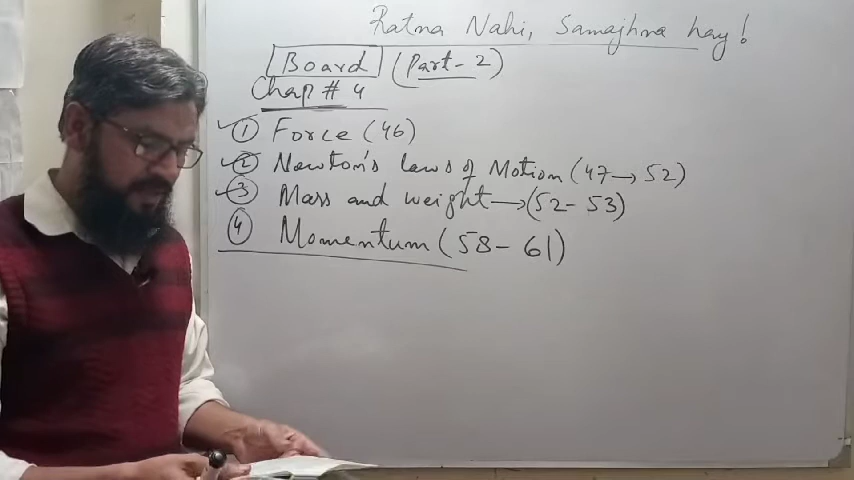 Ratna Nahi, Samajhna hay!
Board (Part-2)
Chap # 4
✓① Force (46)
✓② Newton's laws of Motion (47→52)
✓③ Mass and weight→(52-53)
④ Momentum (58-61)